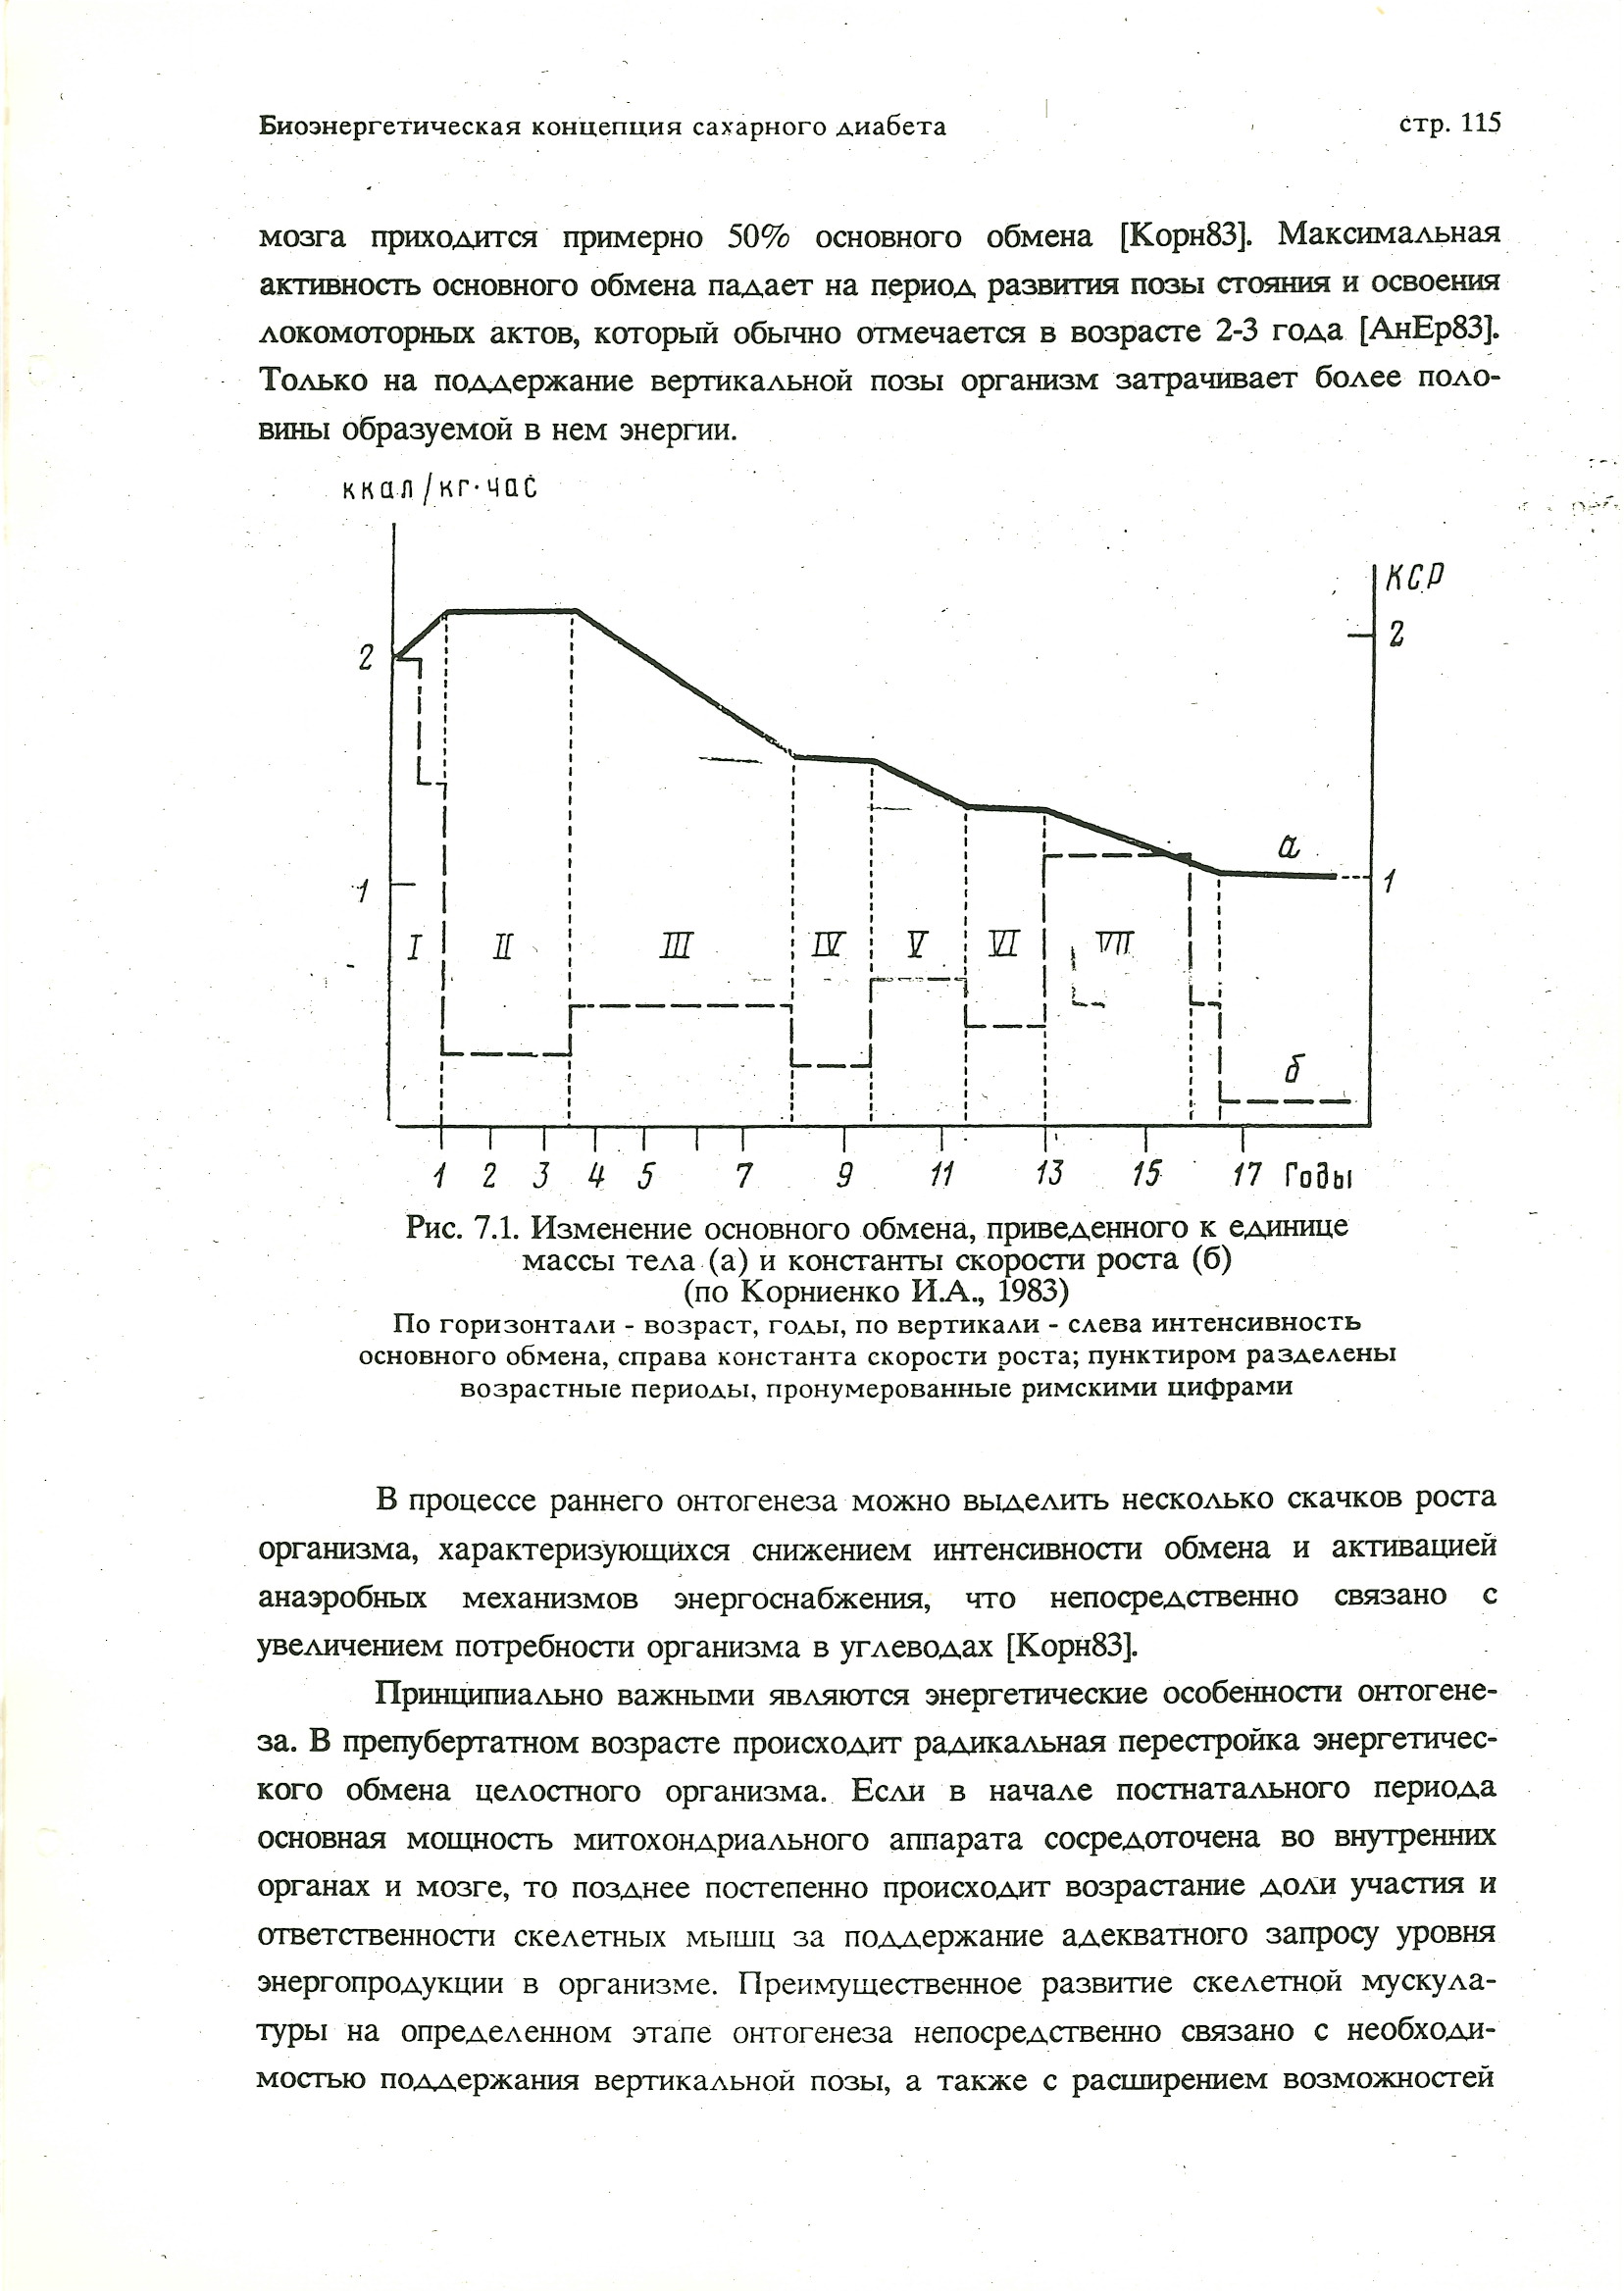 Биоэнергетическая концепция сахарного диабета стр. 115
мозга приходится примерно 50% основного обмена [Корн83]. Максимальная
активность основного обмена падает на период развития позы стояния и освоения
локомоторных актов, который обычно отмечается в возрасте 2-3 года [АнЕр83].
Только на поддержание вертикальной позы организм затрачивает более поло-
вины образуемой в нем энергии.
ккал/кг·час
КСР
2
2
а
1
1
I II III IV V VI VII
б
1 2 3 4 5 7 9 11 13 15 17 Годы
Рис. 7.1. Изменение основного обмена, приведенного к единице
массы тела (а) и константы скорости роста (б)
(по Корниенко И.А., 1983)
По горизонтали - возраст, годы, по вертикали - слева интенсивность
основного обмена, справа константа скорости роста; пунктиром разделены
возрастные периоды, пронумерованные римскими цифрами
В процессе раннего онтогенеза можно выделить несколько скачков роста
организма, характеризующихся снижением интенсивности обмена и активацией
анаэробных механизмов энергоснабжения, что непосредственно связано с
увеличением потребности организма в углеводах [Корн83].
Принципиально важными являются энергетические особенности онтогене-
за. В препубертатном возрасте происходит радикальная перестройка энергетичес-
кого обмена целостного организма. Если в начале постнатального периода
основная мощность митохондриального аппарата сосредоточена во внутренних
органах и мозге, то позднее постепенно происходит возрастание доли участия и
ответственности скелетных мышц за поддержание адекватного запросу уровня
энергопродукции в организме. Преимущественное развитие скелетной мускула-
туры на определенном этапе онтогенеза непосредственно связано с необходи-
мостью поддержания вертикальной позы, а также с расширением возможностей